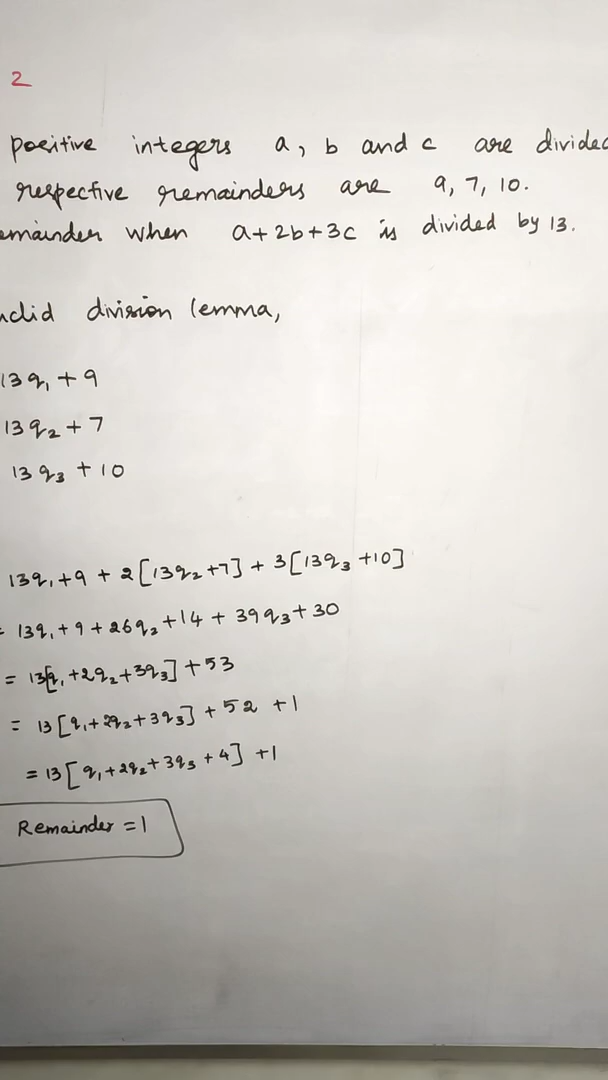 2
positive integers a, b and c are divided
respective remainders are 9, 7, 10.
emainder when a+2b+3c is divided by 13.
uclid division lemma,
13q₁ + 9
13q₂ + 7
13q₃ + 10
13q₁ + 9 + 2[13q₂+7] + 3[13q₃+10]
= 13q₁ + 9 + 26q₂ + 14 + 39q₃ + 30
= 13[q₁ + 2q₂ + 3q₃] + 53
= 13[q₁ + 2q₂ + 3q₃] + 52 + 1
= 13[q₁ + 2q₂ + 3q₃ + 4] + 1
Remainder = 1